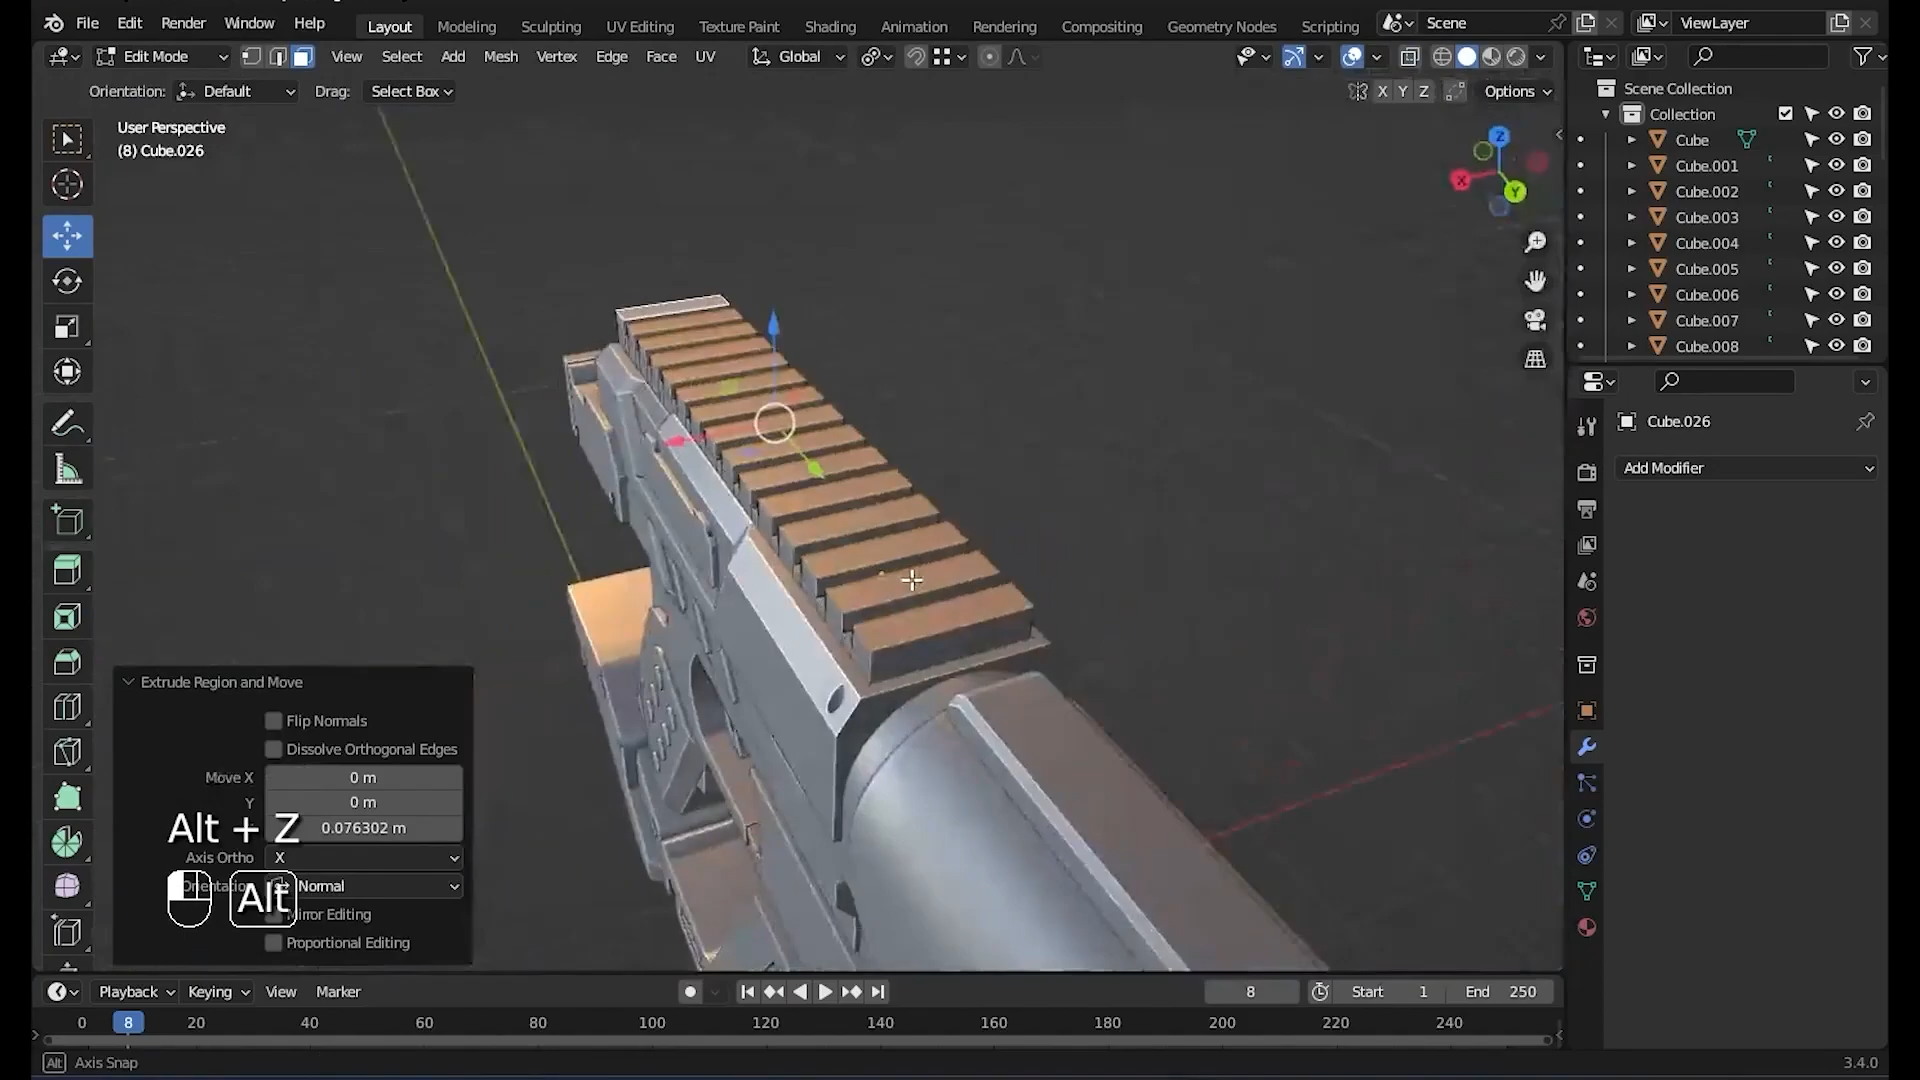 File Edit Render Window Help Layout Modeling Sculpting UV Editing Texture Paint Shading Animation Rendering Compositing Geometry Nodes Scripting Scene ViewLayer
Edit Mode View Select Add Mesh Vertex Edge Face UV Global
Orientation: Default Drag: Select Box X Y Z Options
User Perspective
(8) Cube.026
Z
X
Y
Scene Collection
Collection
Cube
Cube.001
Cube.002
Cube.003
Cube.004
Cube.005
Cube.006
Cube.007
Cube.008
Cube.026
Add Modifier
Extrude Region and Move
Flip Normals
Dissolve Orthogonal Edges
Move X 0 m
Y 0 m
0.076302 m
Alt + Z
Axis Ortho X
Normal
Alt
Mirror Editing
Proportional Editing
Playback Keying View Marker 8 Start 1 End 250
0 8 20 40 60 80 100 120 140 160 180 200 220 240
Alt Axis Snap 3.4.0